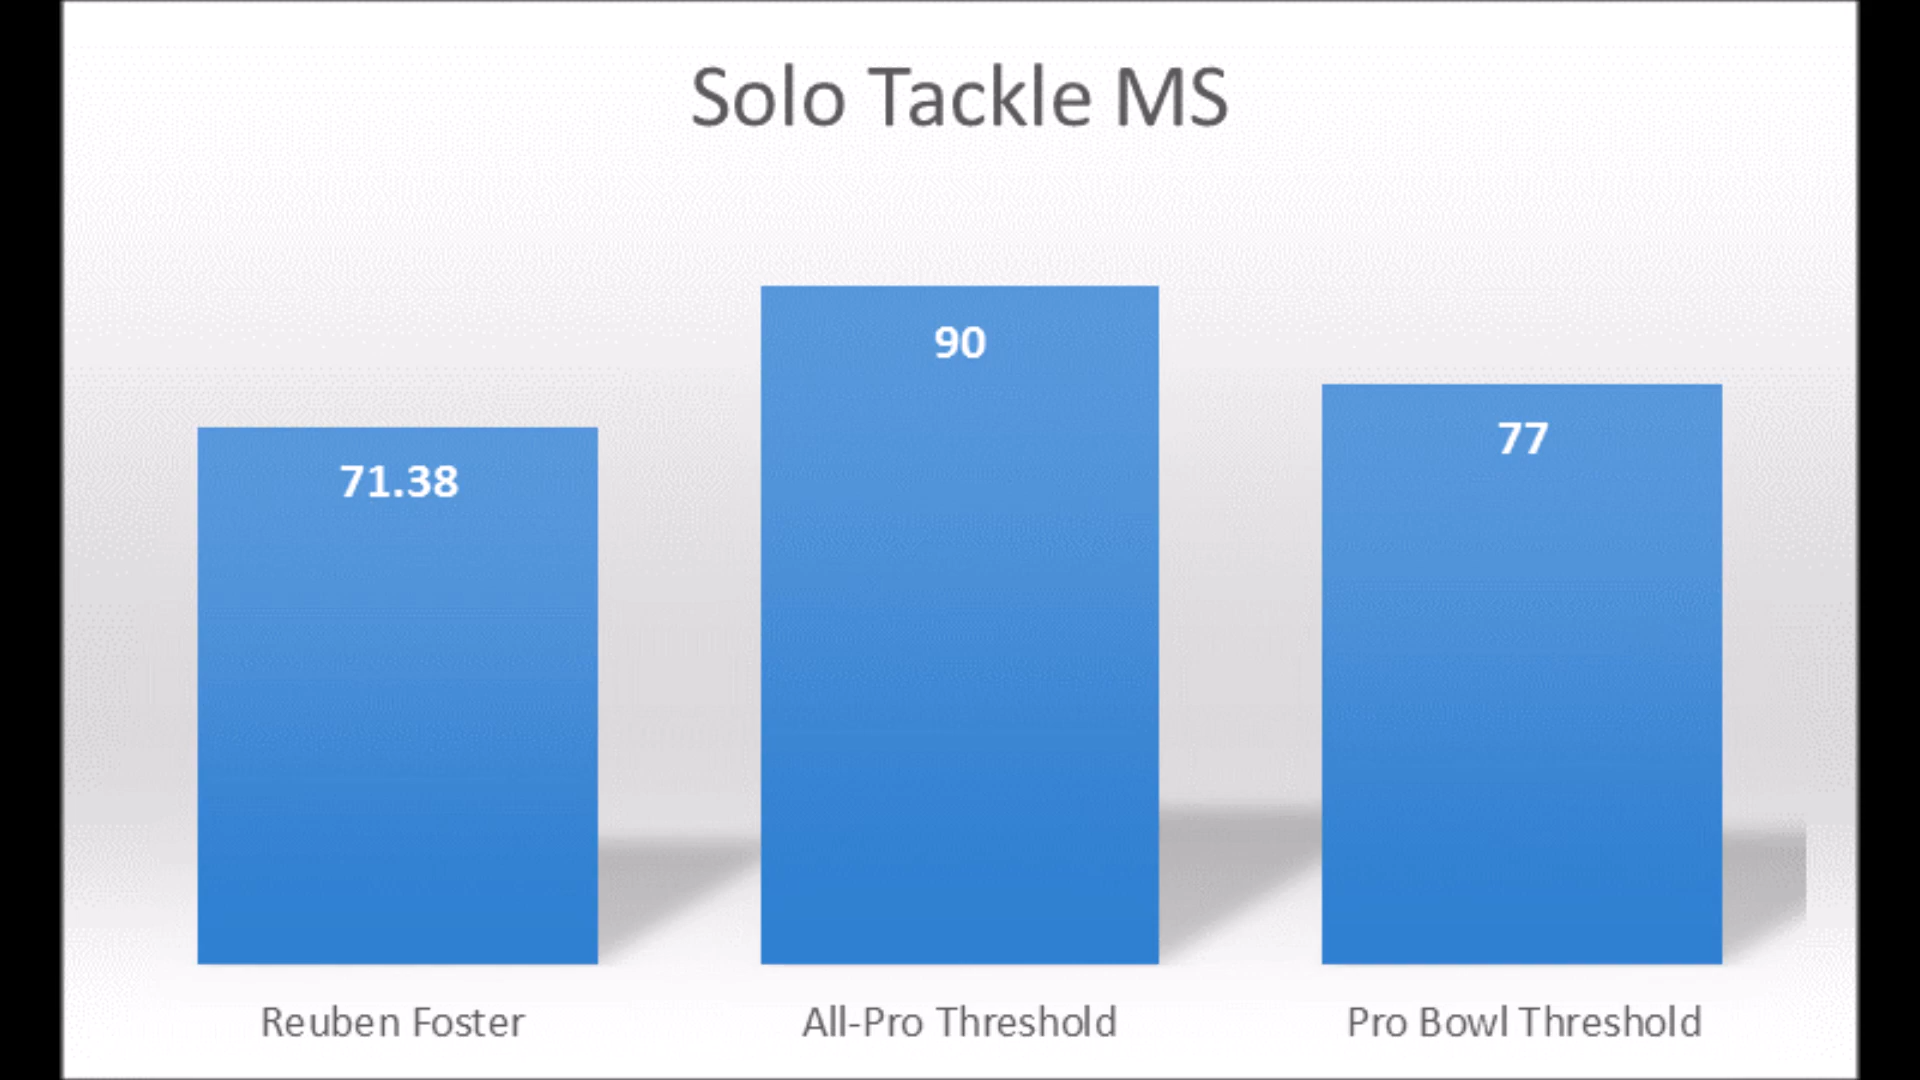 Solo Tackle MS
90
77
71.38
Reuben Foster All-Pro Threshold Pro Bowl Threshold